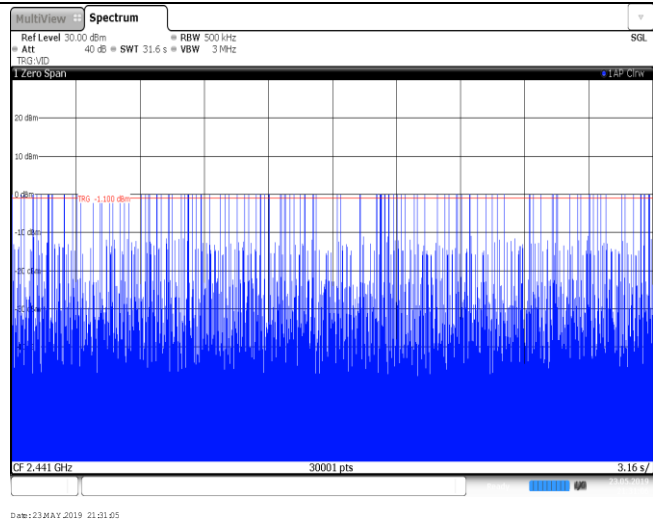 MultiView Spectrum
Ref Level 30.00 dBm RBW 500 kHz SGL
Att 40 dB SWT 31.6 s VBW 3 MHz
TRG:VID
1 Zero Span 1AP Clrw
20 dBm
10 dBm
0 dBm
TRG -1.100 dBm
-10 dBm
-20 dBm
CF 2.441 GHz 30001 pts 3.16 s/
Date: 23.MAY.2019 21:31:05